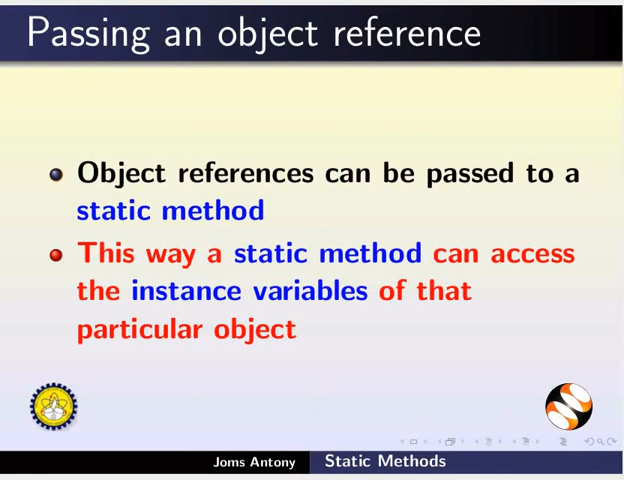 Passing an object reference
Object references can be passed to a
static method
This way a static method can access
the instance variables of that
particular object
Joms Antony
Static Methods